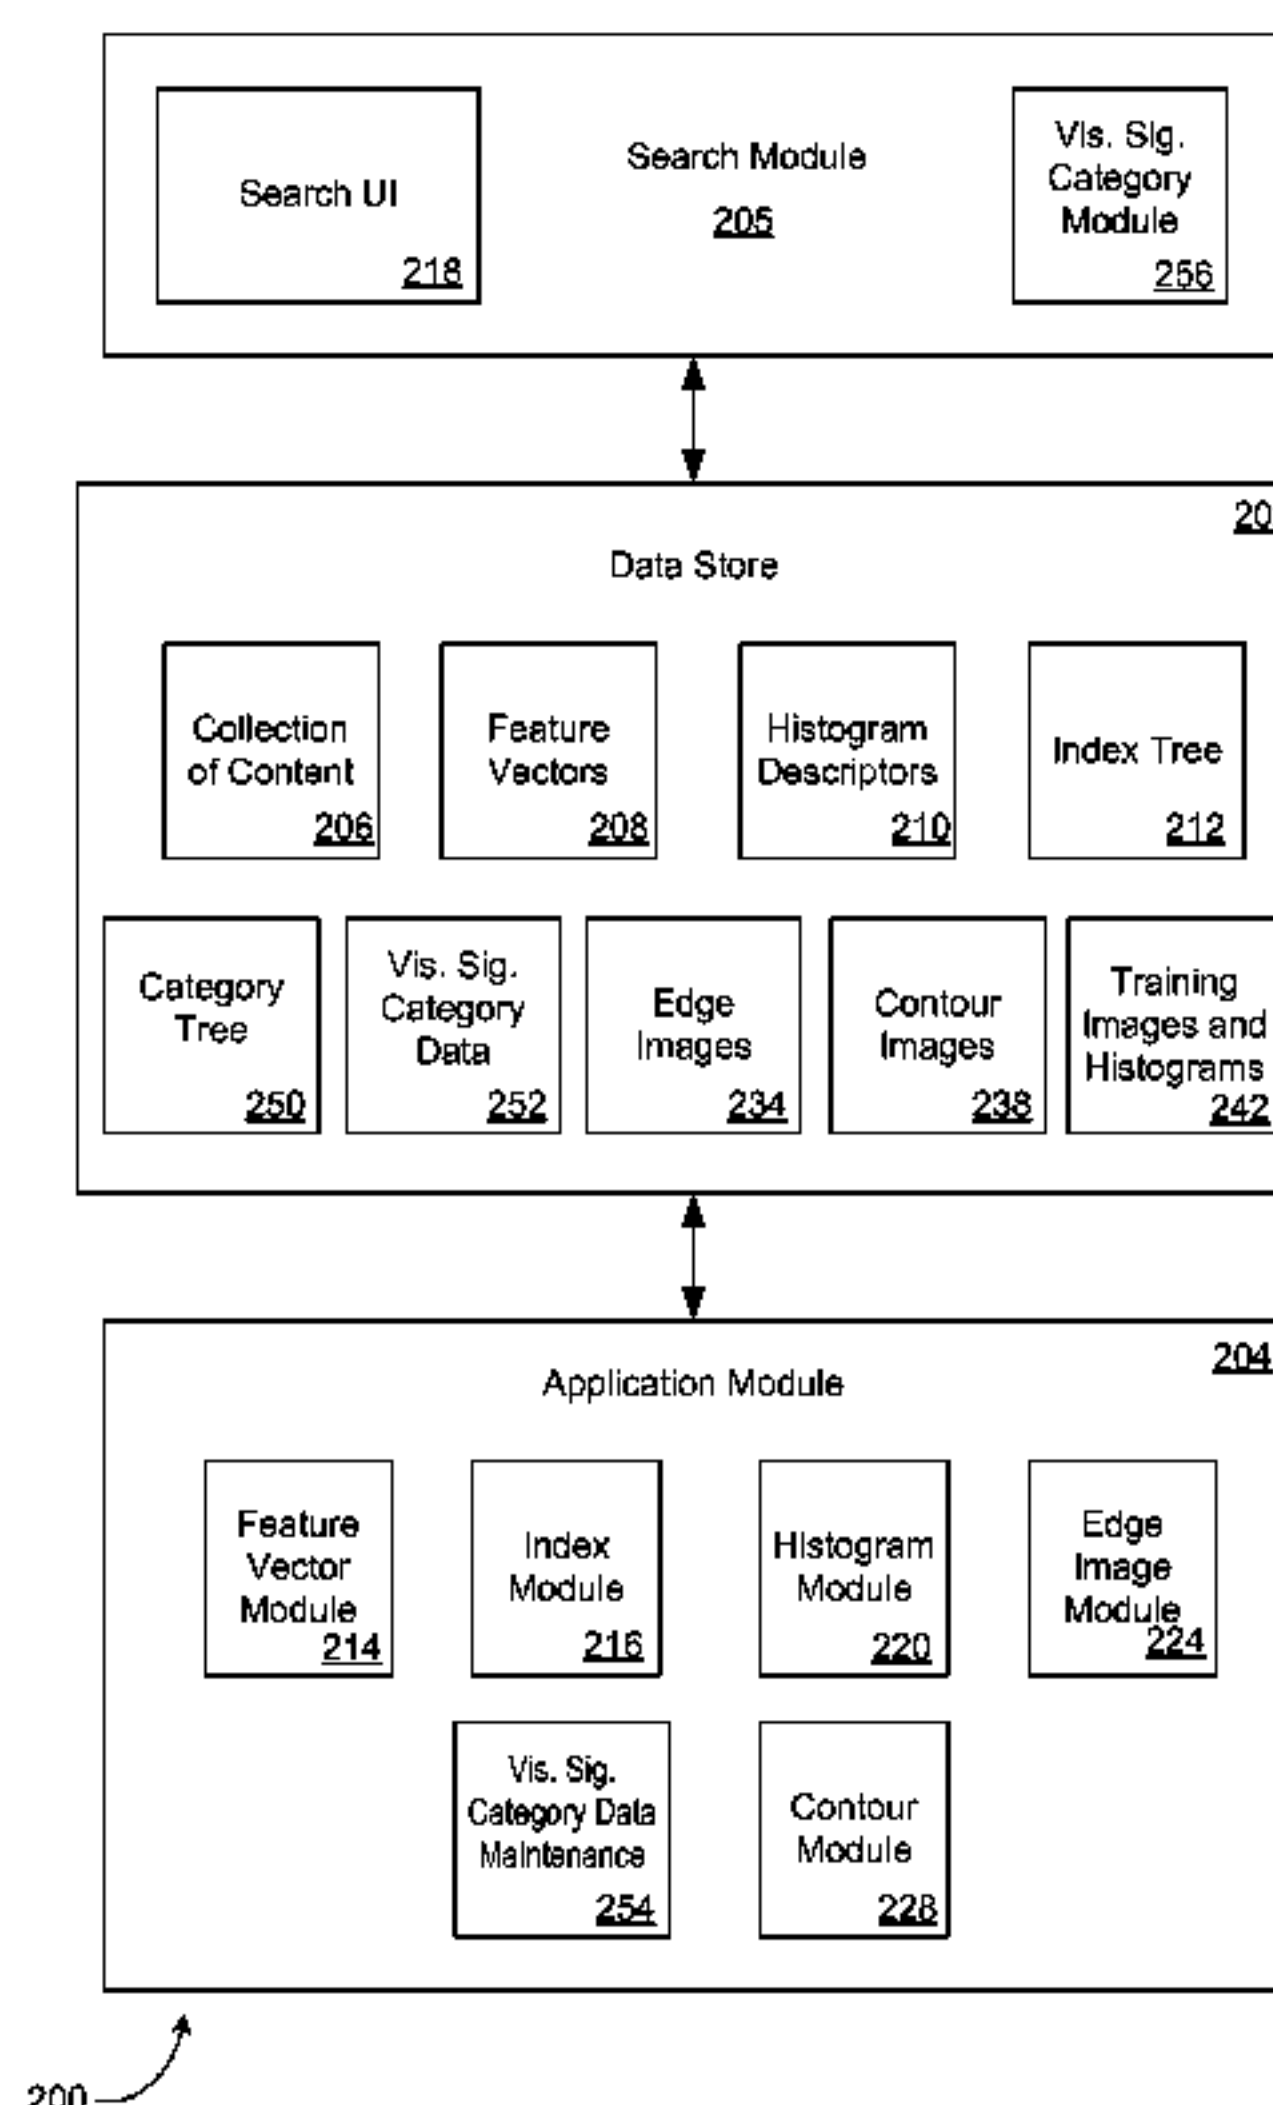 Search UI
218
Search Module
205
Vis. Sig.
Category
Module
256
20
Data Store
Collection
of Content
206
Feature
Vectors
208
Histogram
Descriptors
210
Index Tree
212
Category
Tree
250
Vis. Sig.
Category
Data
252
Edge
Images
234
Contour
Images
238
Training
Images and
Histograms
242
204
Application Module
Feature
Vector
Module
214
Index
Module
216
Histogram
Module
220
Edge
Image
Module
224
Vis. Sig.
Category Data
Maintenance
254
Contour
Module
228
200